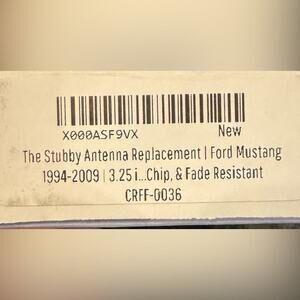 X000ASF9VX New
The Stubby Antenna Replacement | Ford Mustang
1994-2009 | 3.25 i...Chip, & Fade Resistant
CRFF-0036